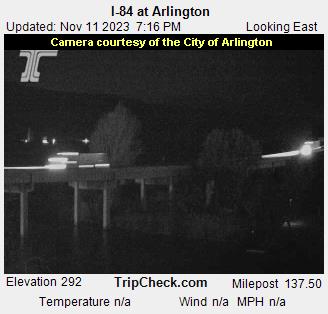 I-84 at Arlington
Updated: Nov 11 2023 7:16 PM Looking East
Camera courtesy of the City of Arlington
Elevation 292 TripCheck.com Milepost 137.50
Temperature n/a Wind n/a MPH n/a